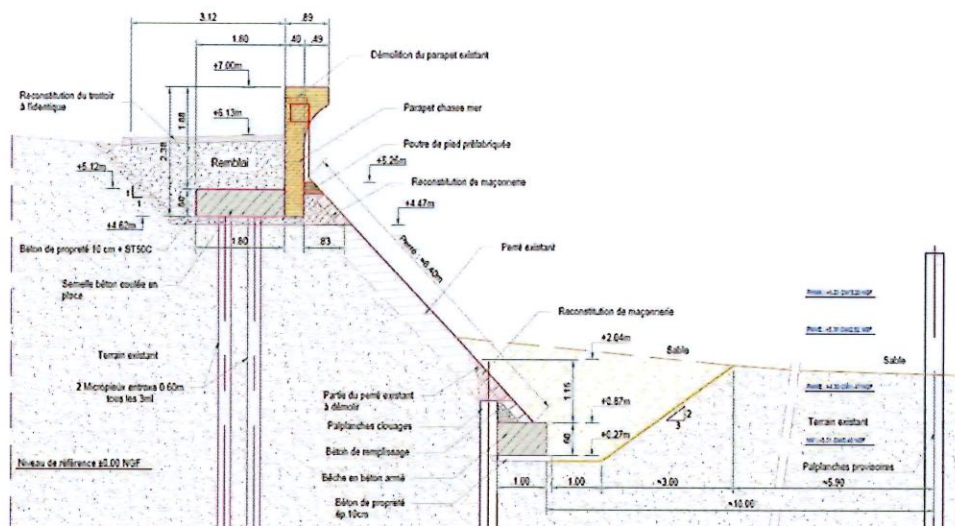 3.12
.89
1.80
.40
.49
Démolition du parapet existant
+7.00m
Reconstitution du trottoir
à l'identique
Parapet chasse mer
+6.13m
1.88
2.38
Poutre de pied préfabriquée
Remblai
+5.26m
+5.12m
Reconstitution de maçonnerie
1
1
.50
+4.47m
+4.62m
Béton de propreté 10 cm + ST50C
1.80
.83
Perré : ≈6.40m
Perré existant
Semelle béton coulée en
place
Reconstitution de maçonnerie
+2.04m
Sable
Sable
Terrain existant
2 Micropieux entraxe 0.60m
tous les 3ml
Partie du perré existant
à démolir
1.15
+0.87m
Palplanches clouages
2
3
Terrain existant
Béton de remplissage
.60
+0.27m
Niveau de référence ±0.00 NGF
Bêche en béton armé
Palplanches provisoires
1.00
1.00
≈3.00
≈5.90
Béton de propreté
ép.10cm
≈10.00